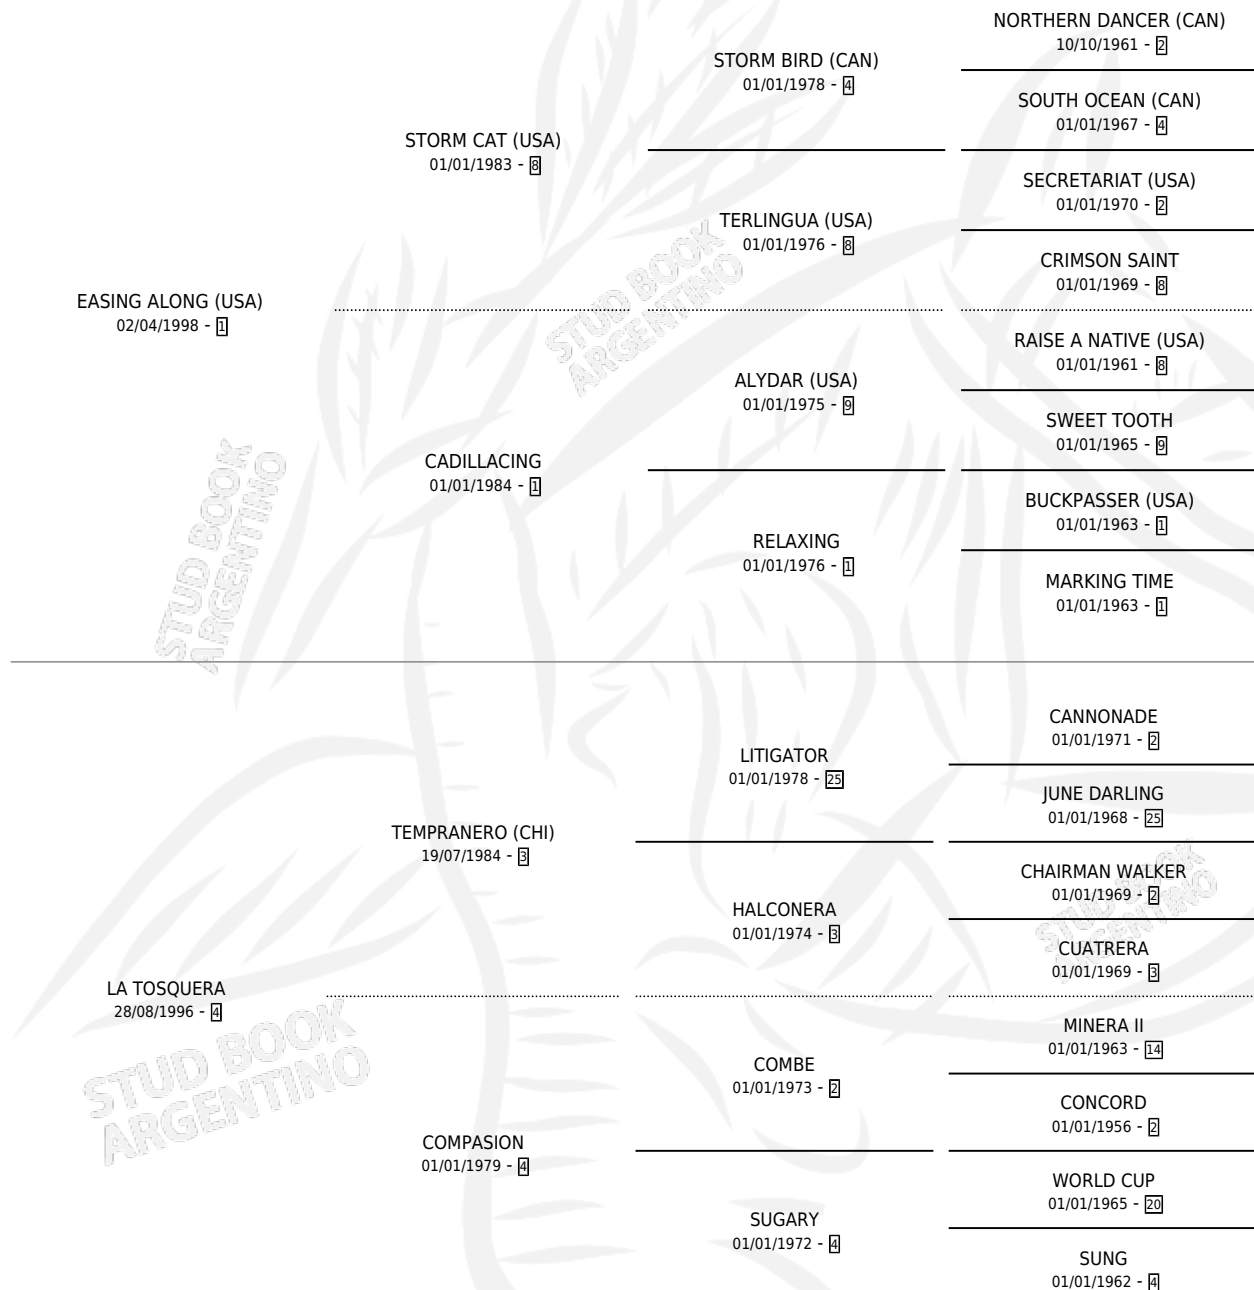 NORTHERN DANCER (CAN)
10/10/1961 - 2
STORM BIRD (CAN)
01/01/1978 - 4
SOUTH OCEAN (CAN)
01/01/1967 - 4
STORM CAT (USA)
01/01/1983 - 8
SECRETARIAT (USA)
01/01/1970 - 2
TERLINGUA (USA)
01/01/1976 - 8
CRIMSON SAINT
01/01/1969 - 8
EASING ALONG (USA)
02/04/1998 - 1
RAISE A NATIVE (USA)
01/01/1961 - 8
ALYDAR (USA)
01/01/1975 - 9
SWEET TOOTH
01/01/1965 - 9
CADILLACING
01/01/1984 - 1
BUCKPASSER (USA)
01/01/1963 - 1
RELAXING
01/01/1976 - 1
MARKING TIME
01/01/1963 - 1
CANNONADE
01/01/1971 - 2
LITIGATOR
01/01/1978 - 25
JUNE DARLING
01/01/1968 - 25
TEMPRANERO (CHI)
19/07/1984 - 3
CHAIRMAN WALKER
01/01/1969 - 2
HALCONERA
01/01/1974 - 3
CUATRERA
01/01/1969 - 3
LA TOSQUERA
28/08/1996 - 4
MINERA II
01/01/1963 - 14
COMBE
01/01/1973 - 2
CONCORD
01/01/1956 - 2
COMPASION
01/01/1979 - 4
WORLD CUP
01/01/1965 - 20
SUGARY
01/01/1972 - 4
SUNG
01/01/1962 - 4
STUD BOOK
ARGENTINO
STUD BOOK
ARGENTINO
STUD BOOK
ARGENTINO
STUD BOOK
ARGENTINO